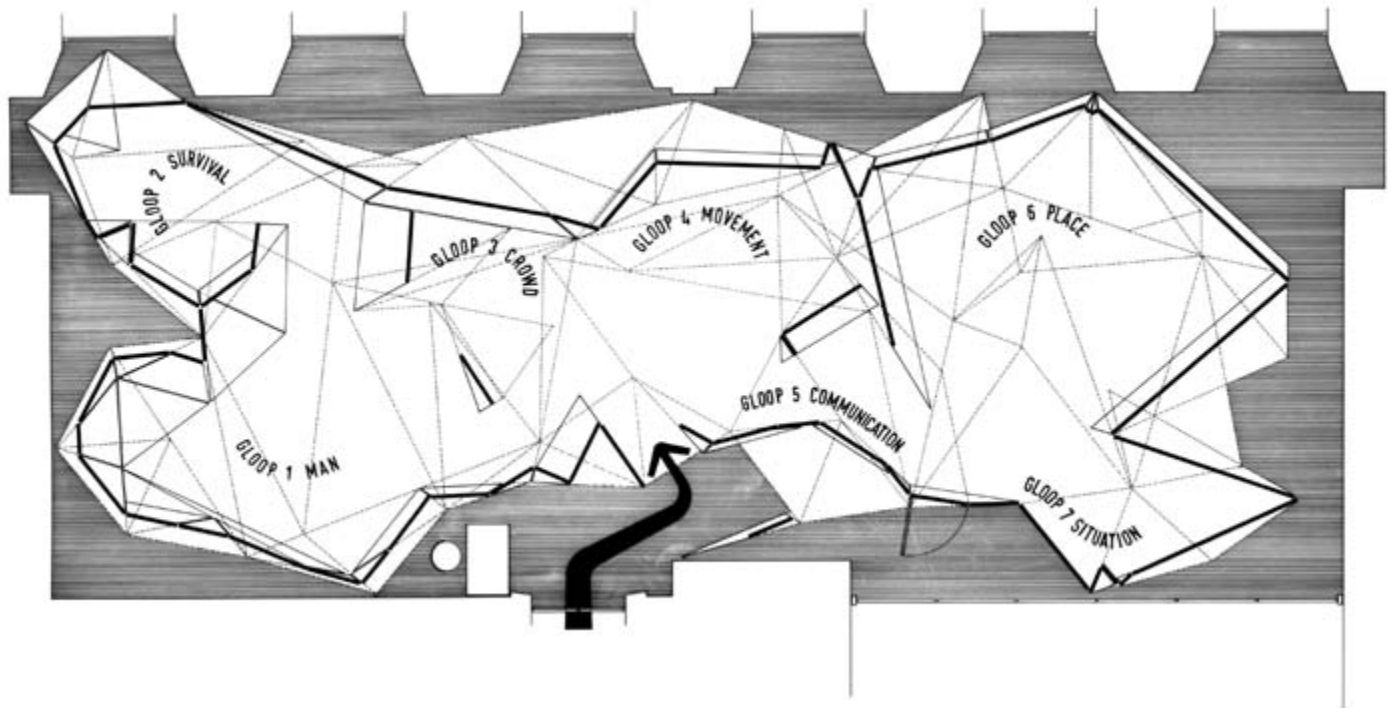 GLOOP 2 SURVIVAL
GLOOP 3 CROWD
GLOOP 4 MOVEMENT
GLOOP 6 PLACE
GLOOP 1 MAN
GLOOP 5 COMMUNICATION
GLOOP 7 SITUATION